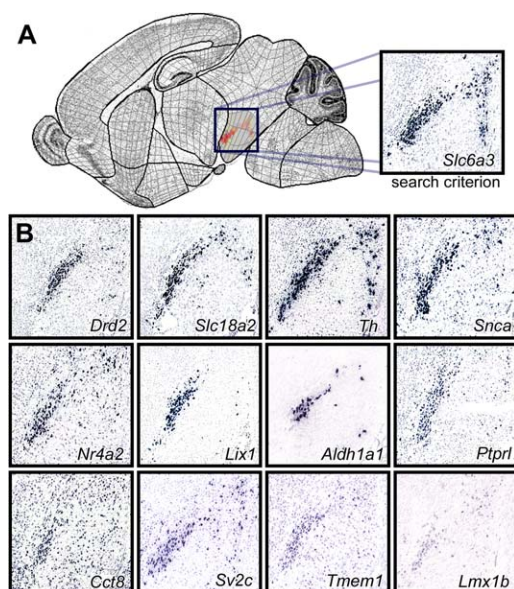 A
Slc6a3
search criterion
B
Drd2
Slc18a2
Th
Snca
Nr4a2
Lix1
Aldh1a1
Ptprl
Cct8
Sv2c
Tmem1
Lmx1b